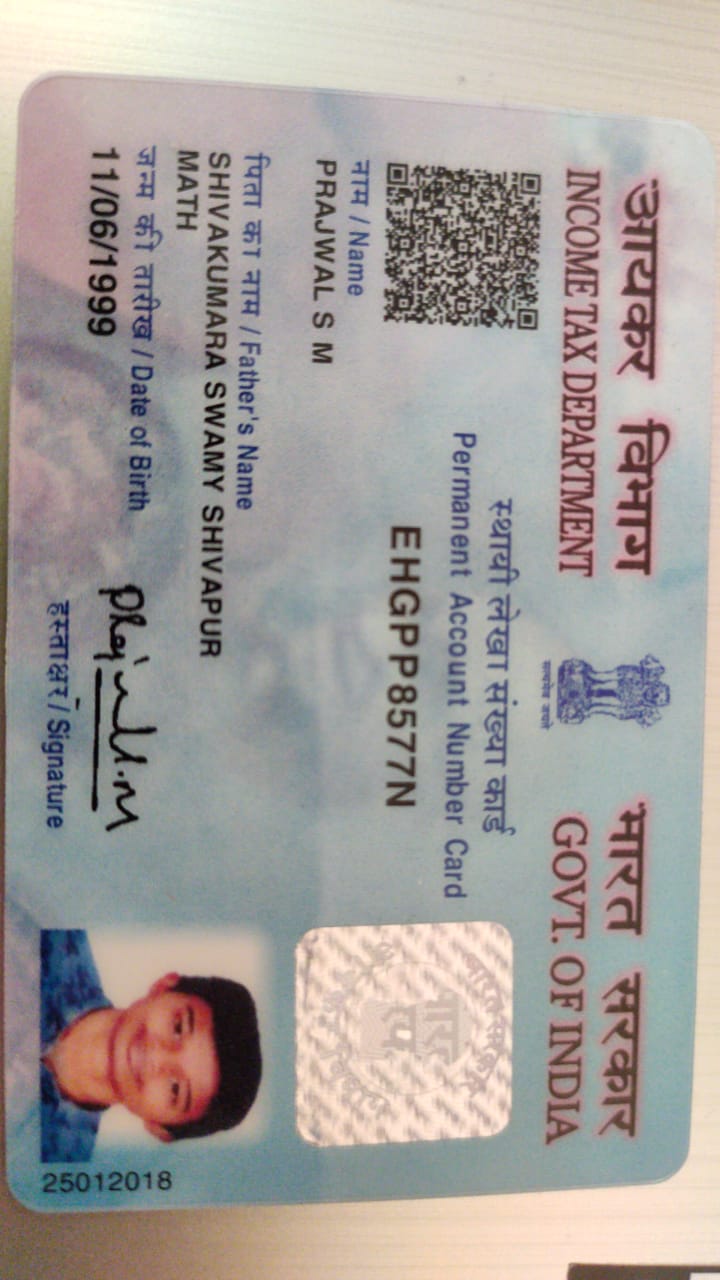 आयकर विभाग
INCOME TAX DEPARTMENT
सत्यमेव जयते
भारत सरकार
GOVT. OF INDIA
स्थायी लेखा संख्या कार्ड
Permanent Account Number Card
EHGPP8577N
नाम / Name
PRAJWAL S M
पिता का नाम / Father's Name
SHIVAKUMARA SWAMY SHIVAPUR
MATH
जन्म की तारीख / Date of Birth
11/06/1999
हस्ताक्षर / Signature
25012018